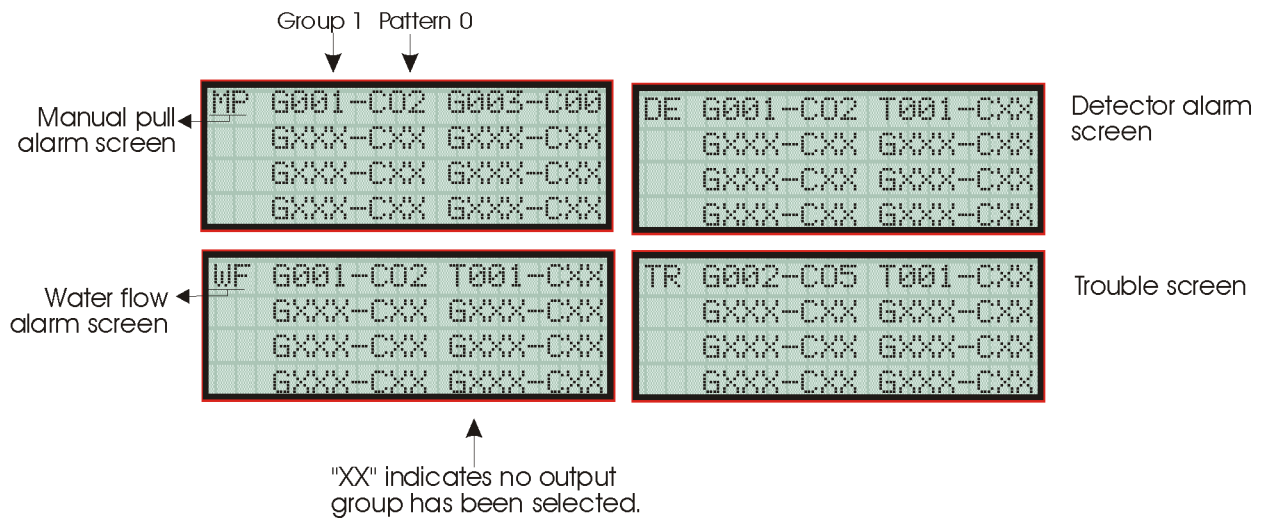 Group 1 Pattern 0
Manual pull
alarm screen
MP G001-C02 G003-C00
GXXX-CXX GXXX-CXX
GXXX-CXX GXXX-CXX
GXXX-CXX GXXX-CXX
DE G001-C02 T001-CXX
GXXX-CXX GXXX-CXX
GXXX-CXX GXXX-CXX
GXXX-CXX GXXX-CXX
Detector alarm
screen
Water flow
alarm screen
WF G001-C02 T001-CXX
GXXX-CXX GXXX-CXX
GXXX-CXX GXXX-CXX
GXXX-CXX GXXX-CXX
TR G002-C05 T001-CXX
GXXX-CXX GXXX-CXX
GXXX-CXX GXXX-CXX
GXXX-CXX GXXX-CXX
Trouble screen
"XX" indicates no output
group has been selected.